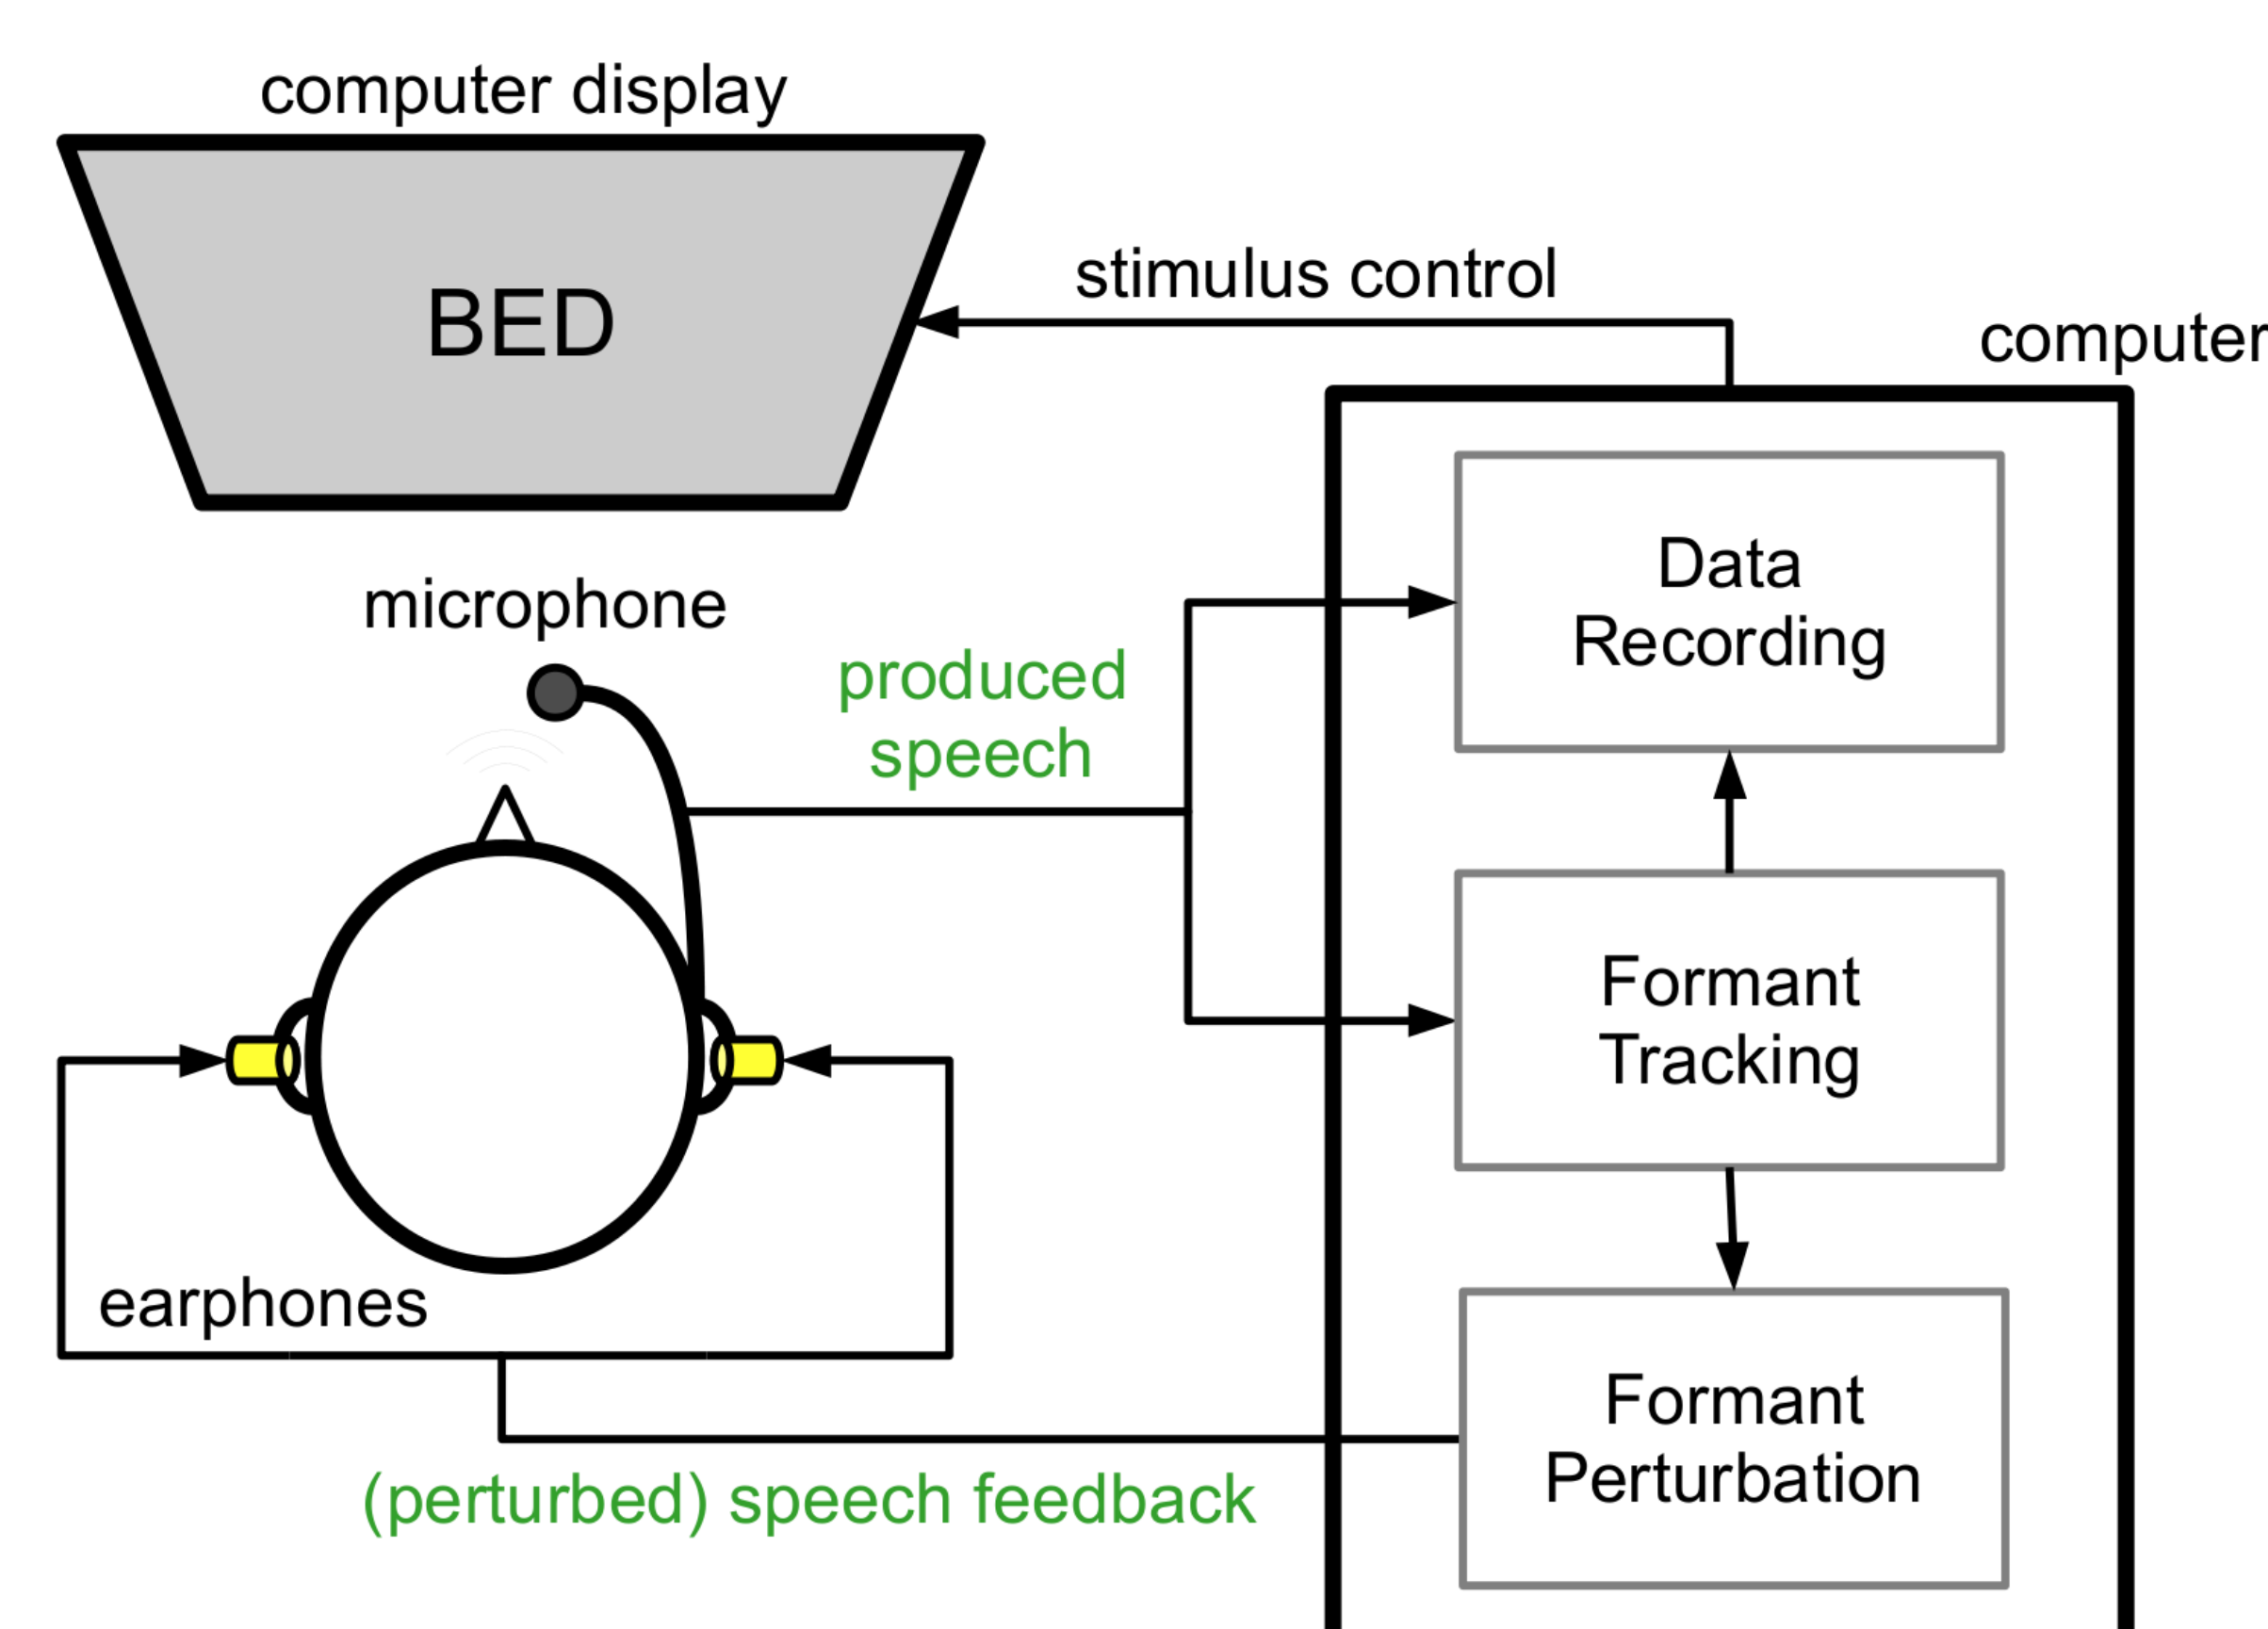 computer display
BED
stimulus control
computer
microphone
produced
speech
Data
Recording
Formant
Tracking
earphones
Formant
Perturbation
(perturbed) speech feedback